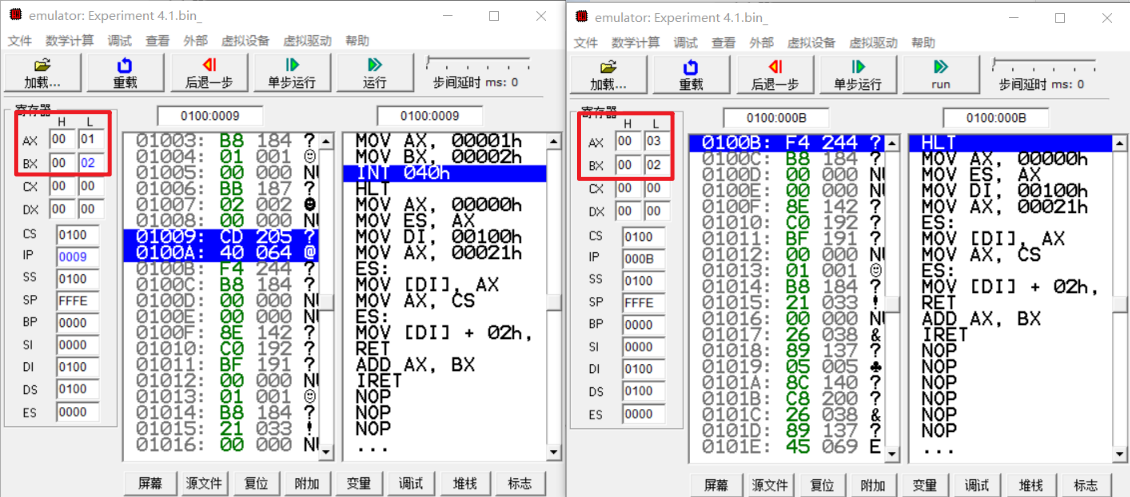 emulator: Experiment 4.1.bin_
文件 数学计算 调试 查看 外部 虚拟设备 虚拟驱动 帮助
加载... 重载 后退一步 单步运行 运行 步间延时 ms: 0
寄存器 0100:0009 0100:0009
H L
AX 00 01
BX 00 02
CX 00 00
DX 00 00
CS 0100
IP 0009
SS 0100
SP FFFE
BP 0000
SI 0000
DI 0100
DS 0100
ES 0000
01003: B8 184 ?
01004: 01 001 ☺
01005: 00 000 NU
01006: BB 187 ?
01007: 02 002 ☻
01008: 00 000 NU
01009: CD 205 ?
0100A: 40 064 @
0100B: F4 244 ?
0100C: B8 184 ?
0100D: 00 000 NU
0100E: 00 000 NU
0100F: 8E 142 ?
01010: C0 192 ?
01011: BF 191 ?
01012: 00 000 NU
01013: 01 001 ☺
01014: B8 184 ?
01015: 21 033 !
01016: 00 000 NU
MOV AX, 00001h
MOV BX, 00002h
INT 040h
HLT
MOV AX, 00000h
MOV ES, AX
MOV DI, 00100h
MOV AX, 00021h
ES:
MOV [DI], AX
MOV AX, CS
ES:
MOV [DI] + 02h,
RET
ADD AX, BX
IRET
NOP
NOP
NOP
...
屏幕 源文件 复位 附加 变量 调试 堆栈 标志
emulator: Experiment 4.1.bin_
文件 数学计算 调试 查看 外部 虚拟设备 虚拟驱动 帮助
加载... 重载 后退一步 单步运行 run 步间延时 ms: 0
寄存器 0100:000B 0100:000B
H L
AX 00 03
BX 00 02
CX 00 00
DX 00 00
CS 0100
IP 000B
SS 0100
SP FFFE
BP 0000
SI 0000
DI 0100
DS 0100
ES 0000
0100B: F4 244 ?
0100C: B8 184 ?
0100D: 00 000 NU
0100E: 00 000 NU
0100F: 8E 142 ?
01010: C0 192 ?
01011: BF 191 ?
01012: 00 000 NU
01013: 01 001 ☺
01014: B8 184 ?
01015: 21 033 !
01016: 00 000 NU
01017: 26 038 &
01018: 89 137 ?
01019: 05 005 ♣
0101A: 8C 140 ?
0101B: C8 200 ?
0101C: 26 038 &
0101D: 89 137 ?
0101E: 45 069 E
HLT
MOV AX, 00000h
MOV ES, AX
MOV DI, 00100h
MOV AX, 00021h
ES:
MOV [DI], AX
MOV AX, CS
ES:
MOV [DI] + 02h,
RET
ADD AX, BX
IRET
NOP
NOP
NOP
NOP
NOP
NOP
...
屏幕 源文件 复位 附加 变量 调试 堆栈 标志